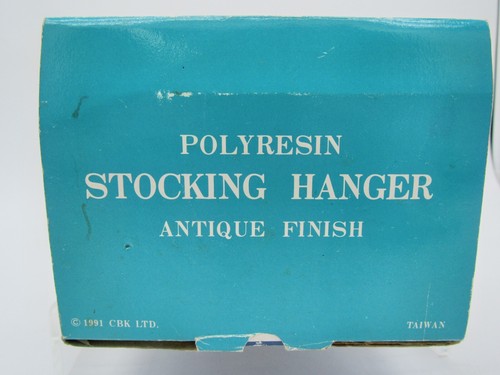 POLYRESIN
STOCKING HANGER
ANTIQUE FINISH
© 1991 CBK LTD.
TAIWAN